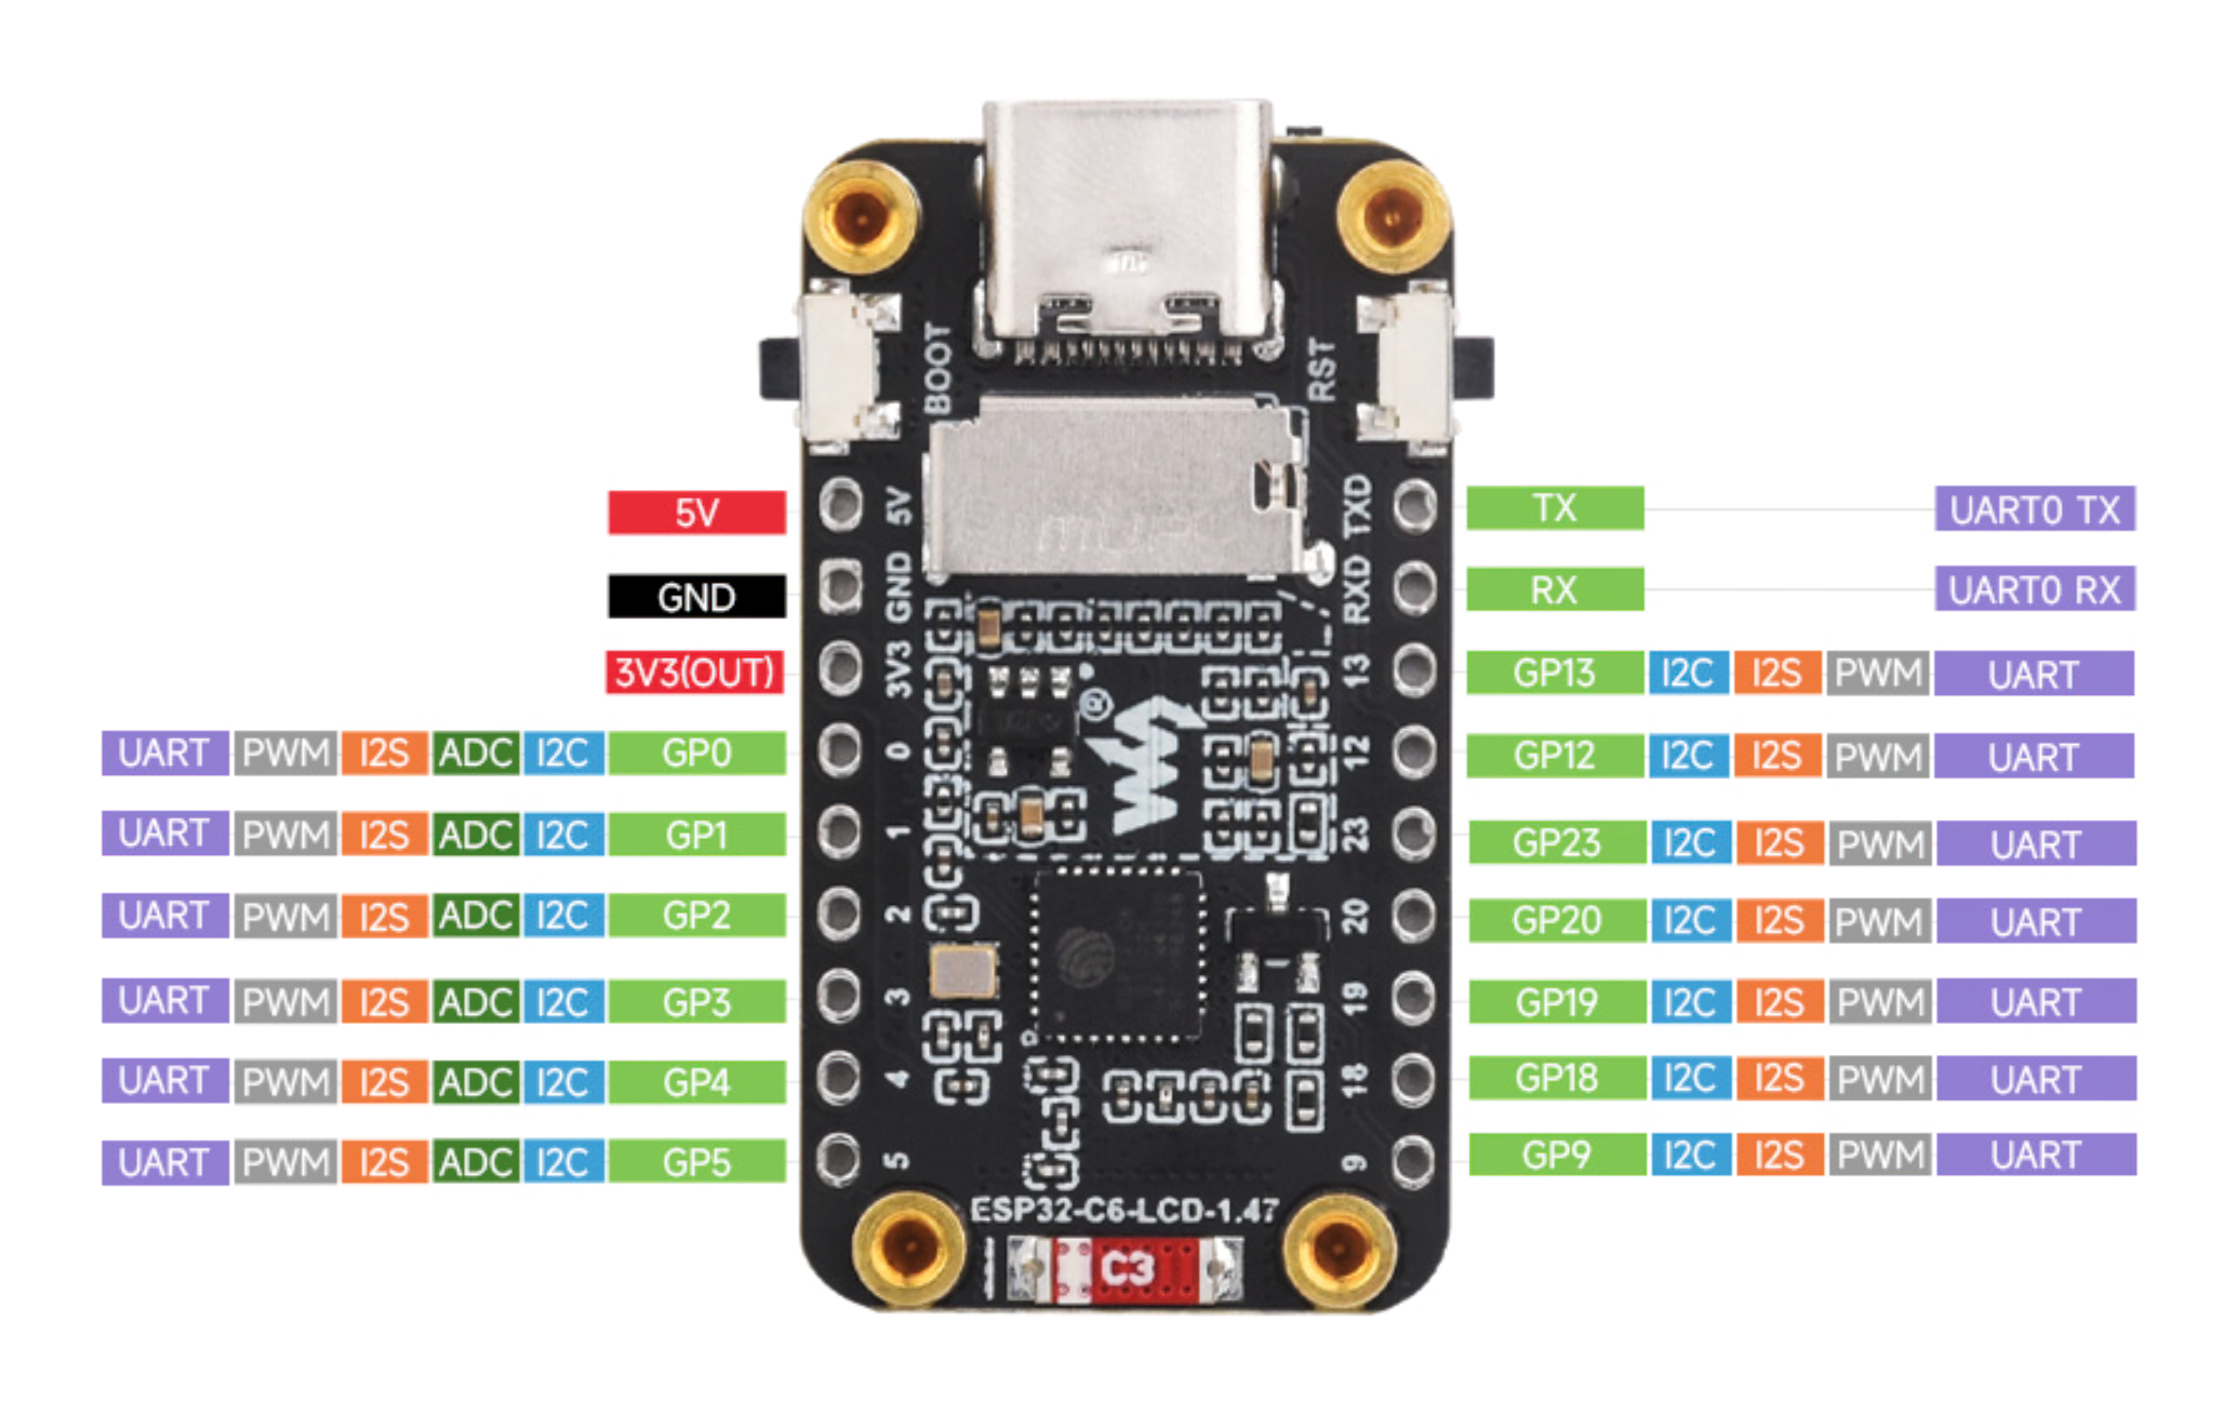 BOOT
RST
5V 5V TXD TX UART0 TX
GND GND RXD RX UART0 RX
3V3(OUT) 3V3 13 GP13 I2C I2S PWM UART
®
UART PWM I2S ADC I2C GP0 0 12 GP12 I2C I2S PWM UART
UART PWM I2S ADC I2C GP1 1 23 GP23 I2C I2S PWM UART
UART PWM I2S ADC I2C GP2 2 20 GP20 I2C I2S PWM UART
UART PWM I2S ADC I2C GP3 3 19 GP19 I2C I2S PWM UART
UART PWM I2S ADC I2C GP4 4 18 GP18 I2C I2S PWM UART
UART PWM I2S ADC I2C GP5 5 9 GP9 I2C I2S PWM UART
ESP32-C6-LCD-1.47
C3